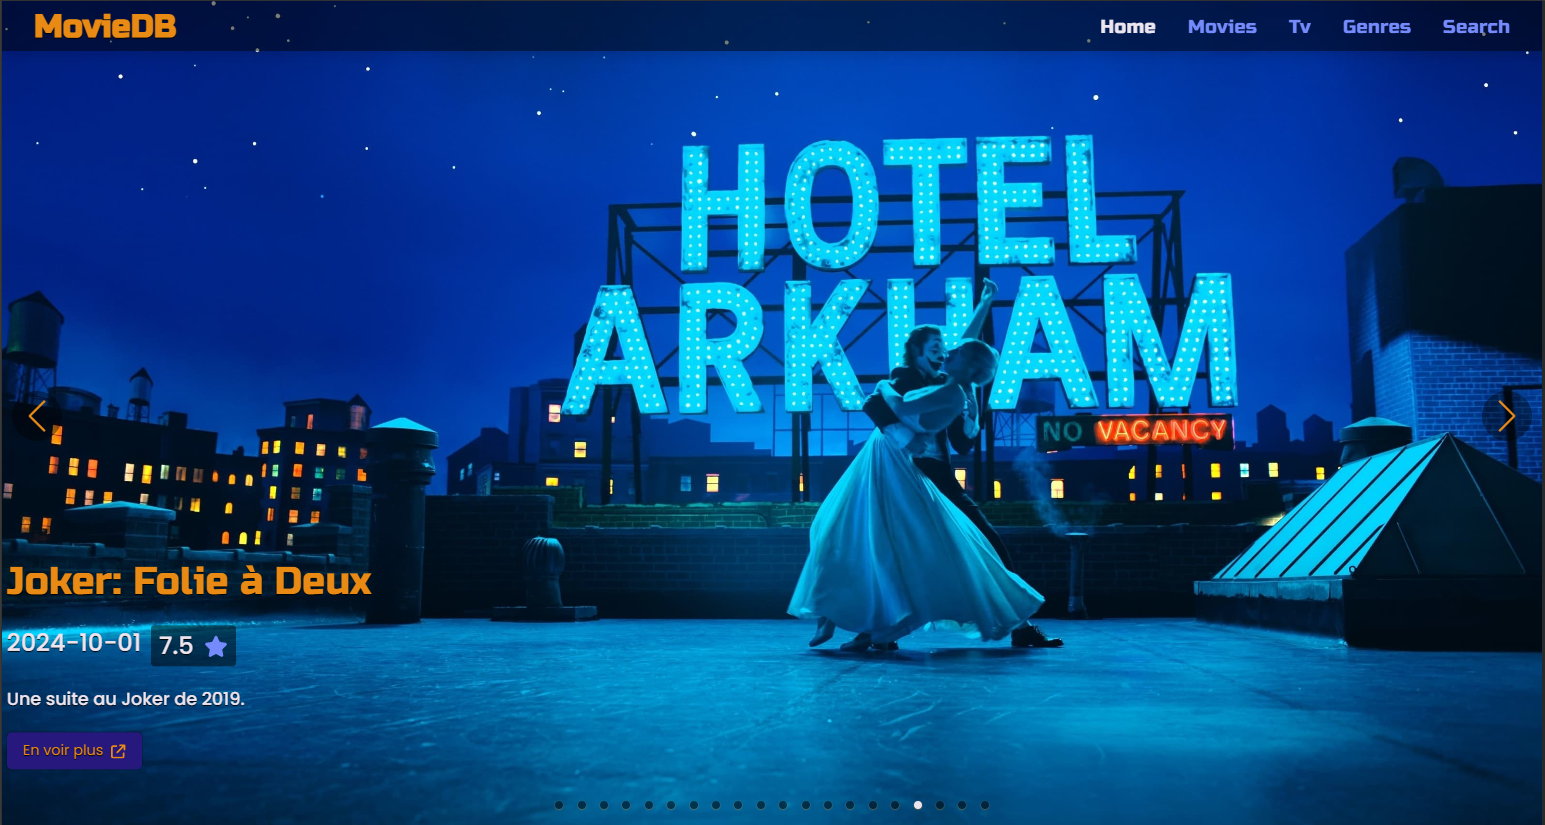 MovieDB
Home Movies Tv Genres Search
HOTEL
ARKHAM
NO VACANCY
Joker: Folie à Deux
2024-10-01 7.5
Une suite au Joker de 2019.
En voir plus